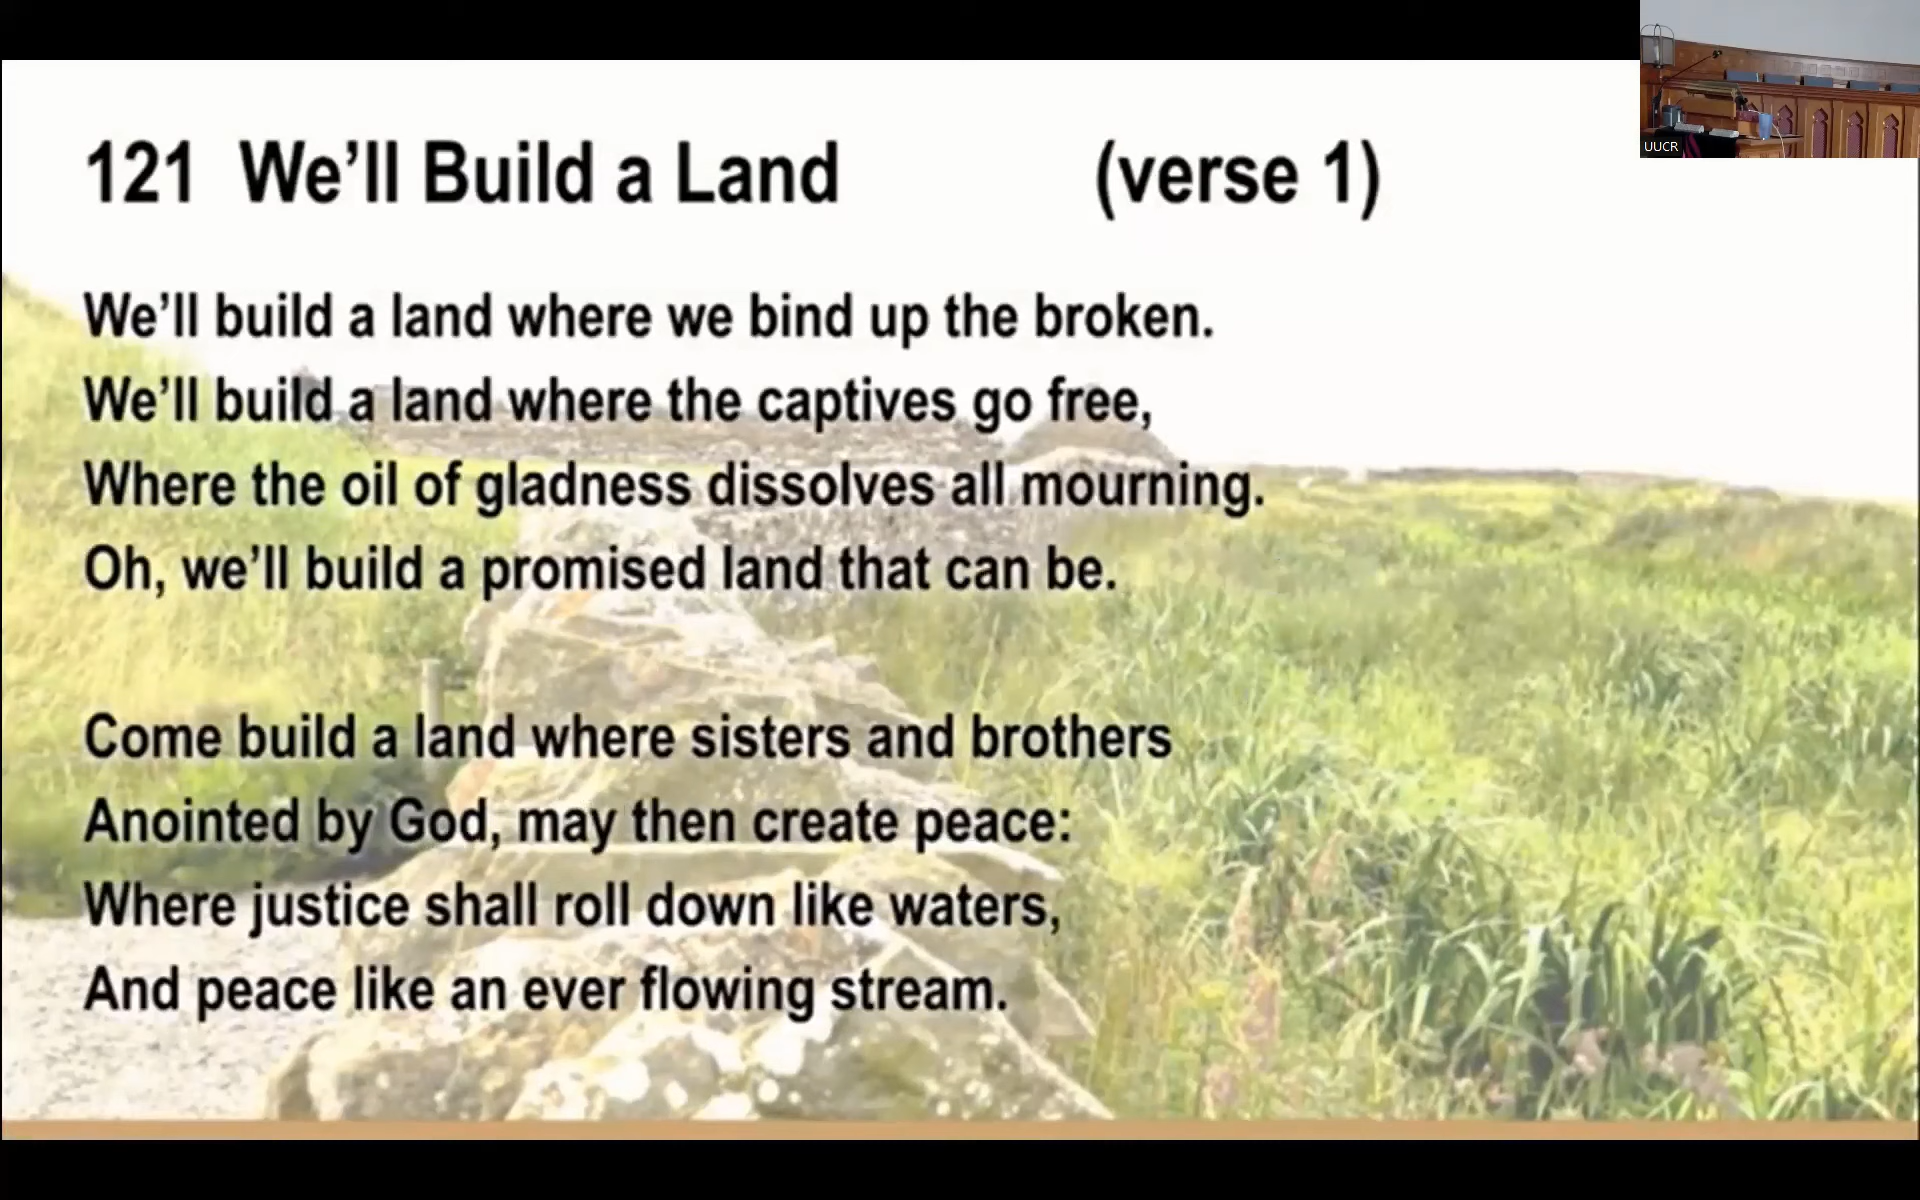 121 We’ll Build a Land (verse 1)
We’ll build a land where we bind up the broken.
We’ll build a land where the captives go free,
Where the oil of gladness dissolves all mourning.
Oh, we’ll build a promised land that can be.
Come build a land where sisters and brothers
Anointed by God, may then create peace:
Where justice shall roll down like waters,
And peace like an ever flowing stream.
UUCR